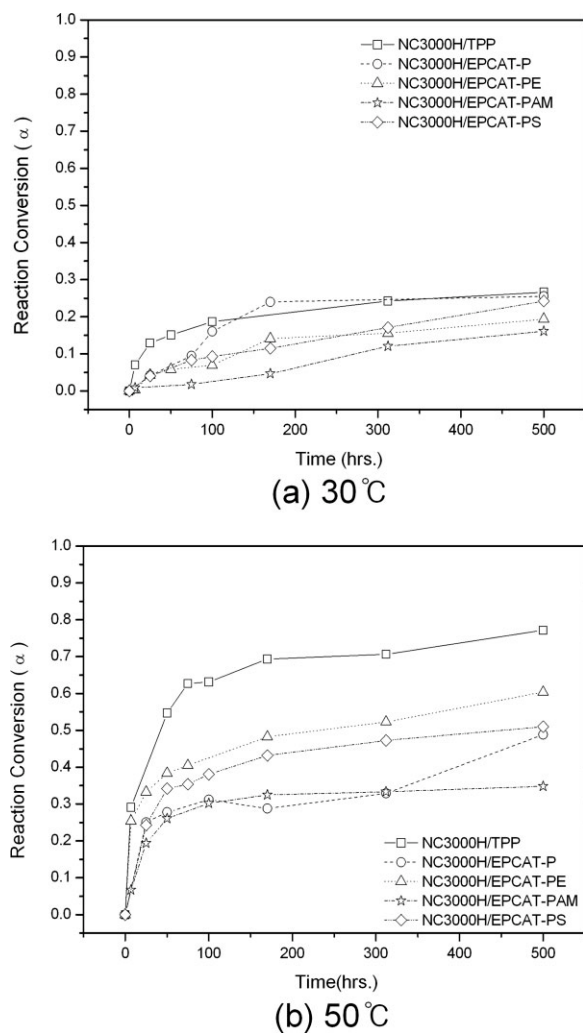 1.0
0.9
0.8
0.7
0.6
0.5
0.4
0.3
0.2
0.1
0.0
Reaction Conversion ( α )
NC3000H/TPP
NC3000H/EPCAT-P
NC3000H/EPCAT-PE
NC3000H/EPCAT-PAM
NC3000H/EPCAT-PS
0 100 200 300 400 500
Time (hrs.)
(a) 30℃
1.0
0.9
0.8
0.7
0.6
0.5
0.4
0.3
0.2
0.1
0.0
Reaction Conversion ( α )
NC3000H/TPP
NC3000H/EPCAT-P
NC3000H/EPCAT-PE
NC3000H/EPCAT-PAM
NC3000H/EPCAT-PS
0 100 200 300 400 500
Time(hrs.)
(b) 50℃